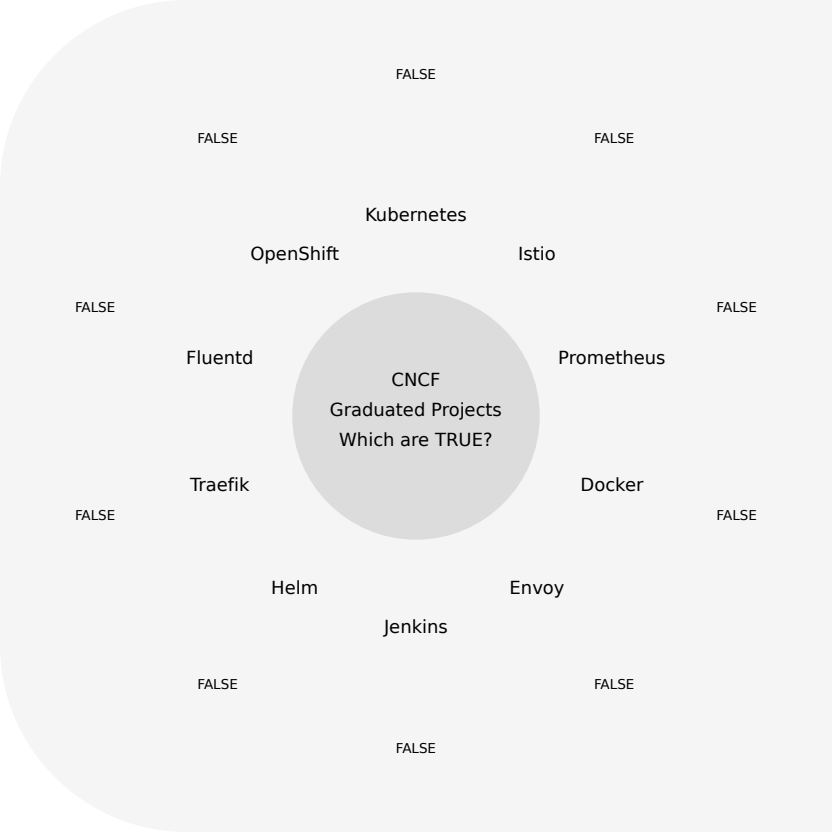 FALSE
FALSE
FALSE
Kubernetes
OpenShift
Istio
FALSE
FALSE
Fluentd
Prometheus
CNCF
Graduated Projects
Which are TRUE?
Traefik
Docker
FALSE
FALSE
Helm
Envoy
Jenkins
FALSE
FALSE
FALSE